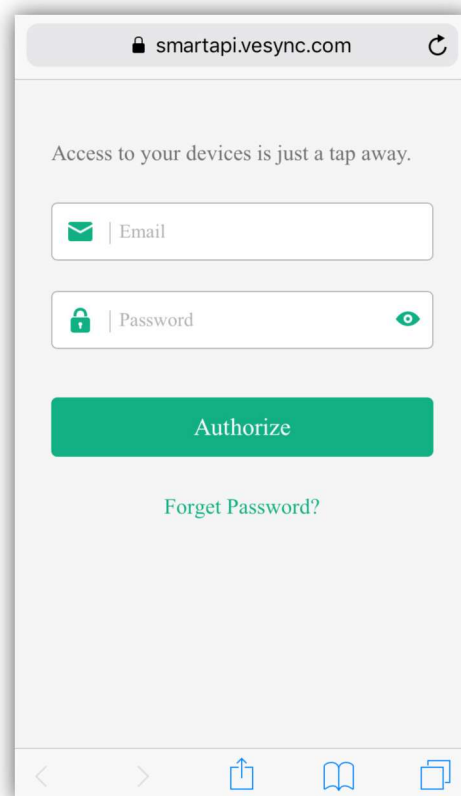 smartapi.vesync.com
Access to your devices is just a tap away.
Email
Password
Authorize
Forget Password?